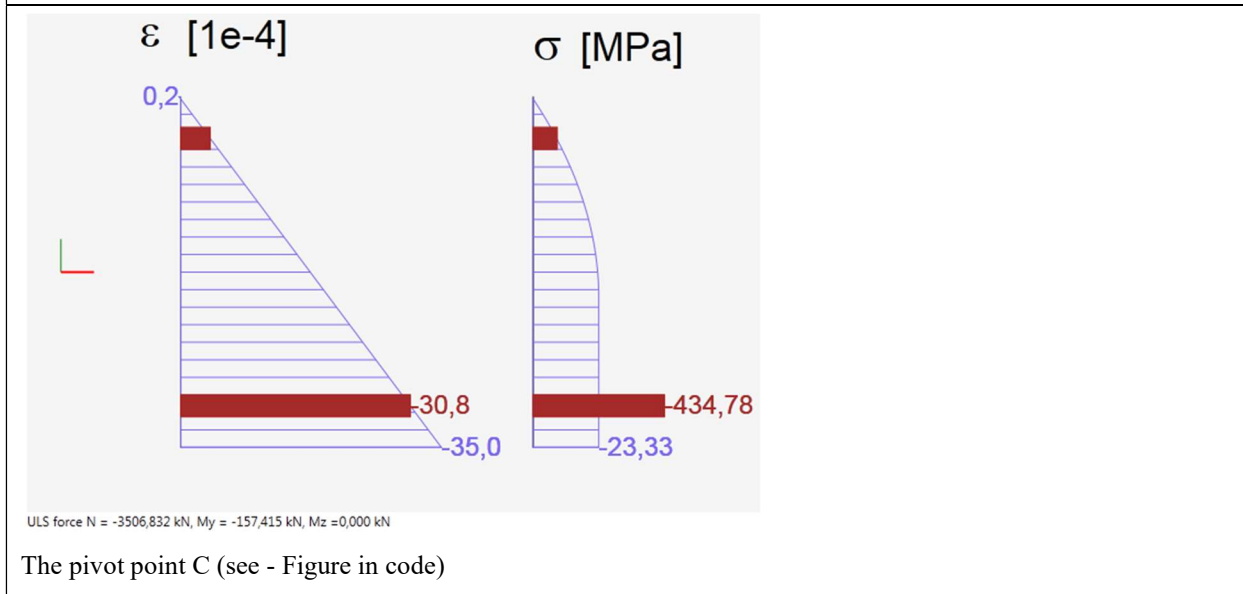 ε [1e-4]
σ [MPa]
0,2
-30,8
-434,78
-35,0
-23,33
ULS force N = -3506,832 kN, My = -157,415 kN, Mz =0,000 kN
The pivot point C (see - Figure in code)